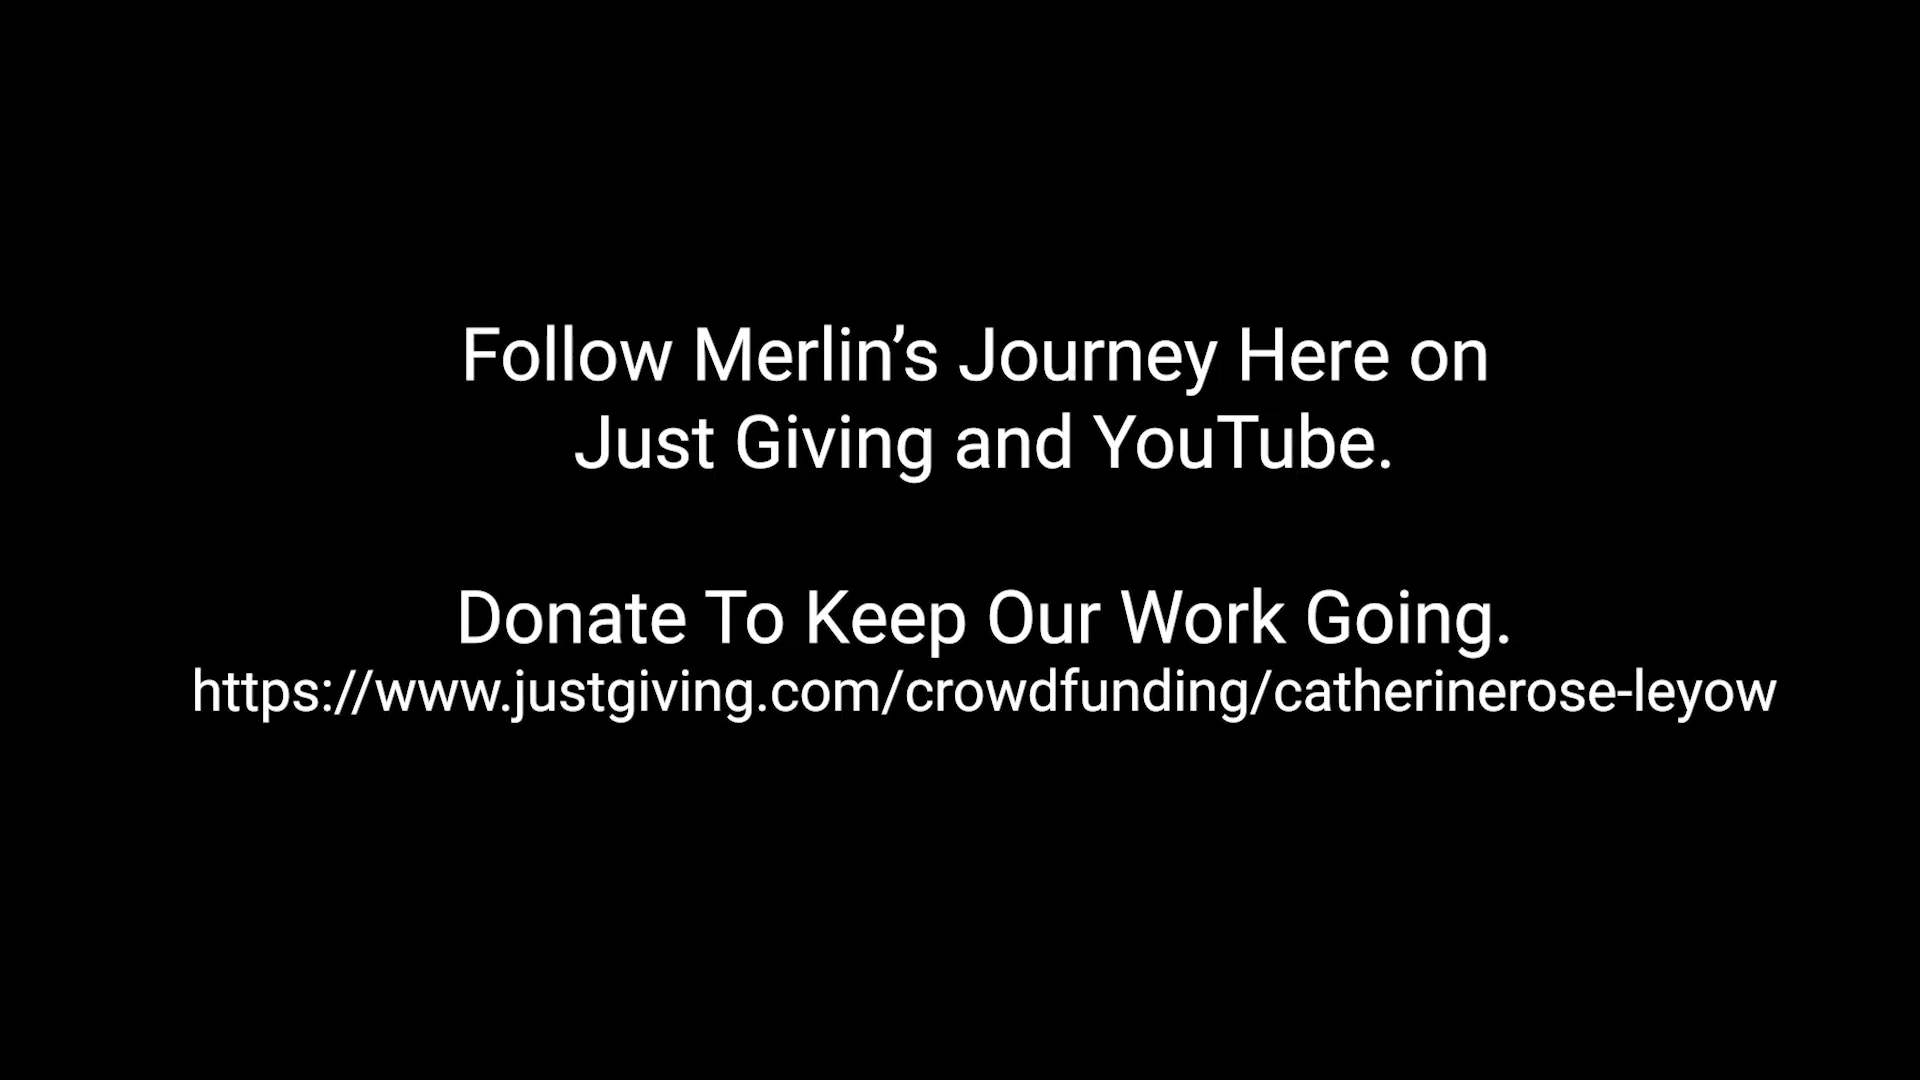 Follow Merlin’s Journey Here on
Just Giving and YouTube.
Donate To Keep Our Work Going.
https://www.justgiving.com/crowdfunding/catherinerose-leyow